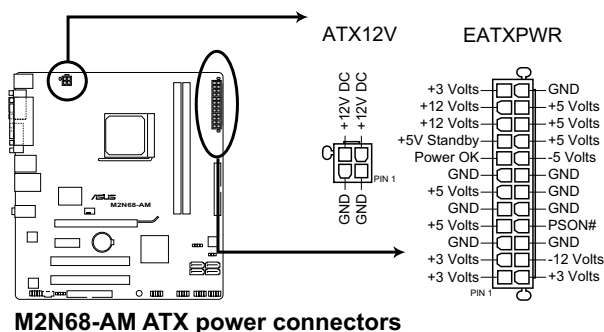 ATX12V
EATXPWR
+12V DC
+12V DC
GND
GND
PIN 1
+3 Volts
+12 Volts
+12 Volts
+5V Standby
Power OK
GND
+5 Volts
GND
+5 Volts
GND
+3 Volts
+3 Volts
PIN 1
GND
+5 Volts
+5 Volts
+5 Volts
-5 Volts
GND
GND
GND
PSON#
GND
-12 Volts
+3 Volts
ASUS
M2N68-AM
M2N68-AM ATX power connectors